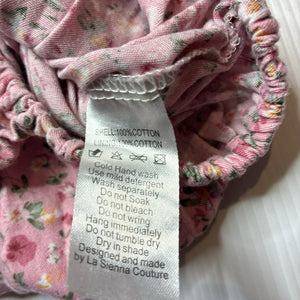 SHELL:100%COTTON
LINING:100%COTTON
Cold Hand wash
Use mild detergent
Wash separately
Do not Soak
Do not bleach
Do not wring
Hang immediately
Do not tumble dry
Dry in shade
Designed and made
by La Sienna Couture